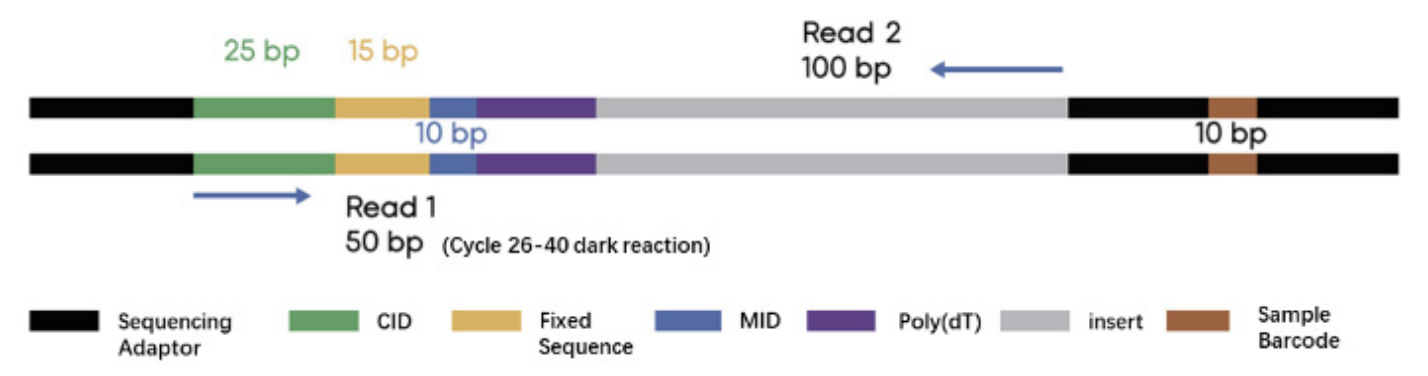 25 bp
15 bp
Read 2
100 bp
10 bp
10 bp
Read 1
50 bp (Cycle 26-40 dark reaction)
Sequencing
Adaptor
CID
Fixed
Sequence
MID
Poly(dT)
insert
Sample
Barcode